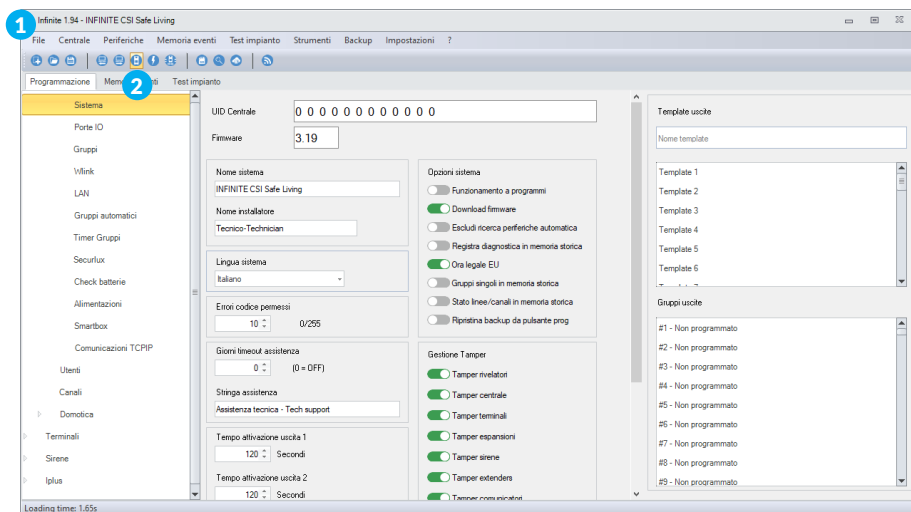 1
Infinite 1.94 - INFINITE CSI Safe Living
File Centrale Periferiche Memoria eventi Test impianto Strumenti Backup Impostazioni ?
2
Programmazione Test impianto
Sistema
Porte IO
Gruppi
Wlink
LAN
Gruppi automatici
Timer Gruppi
Securlux
Check batterie
Alimentazioni
Smartbox
Comunicazioni TCPIP
Utenti
Canali
Domotica
Terminali
Sirene
Iplus
UID Centrale 0 0 0 0 0 0 0 0 0 0 0 0 0
Firmware 3.19
Nome sistema
INFINITE CSI Safe Living
Nome installatore
Tecnico-Technician
Lingua sistema
Italiano
Errori codice permessi
10 0/255
Giorni timeout assistenza
0 (0 = OFF)
Stringa assistenza
Assistenza tecnica - Tech support
Tempo attivazione uscita 1
120 Secondi
Tempo attivazione uscita 2
120 Secondi
Opzioni sistema
Funzionamento a programmi
Download firmware
Escludi ricerca periferiche automatica
Registra diagnostica in memoria storica
Ora legale EU
Gruppi singoli in memoria storica
Stato linee/canali in memoria storica
Ripristina backup da pulsante prog
Gestione Tamper
Tamper rivelatori
Tamper centrale
Tamper terminali
Tamper espansioni
Tamper sirene
Tamper extenders
Tamper comunicatori
Template uscite
Nome template
Template 1
Template 2
Template 3
Template 4
Template 5
Template 6
Gruppi uscite
#1 - Non programmato
#2 - Non programmato
#3 - Non programmato
#4 - Non programmato
#5 - Non programmato
#6 - Non programmato
#7 - Non programmato
#8 - Non programmato
#9 - Non programmato
Loading time: 1.65s